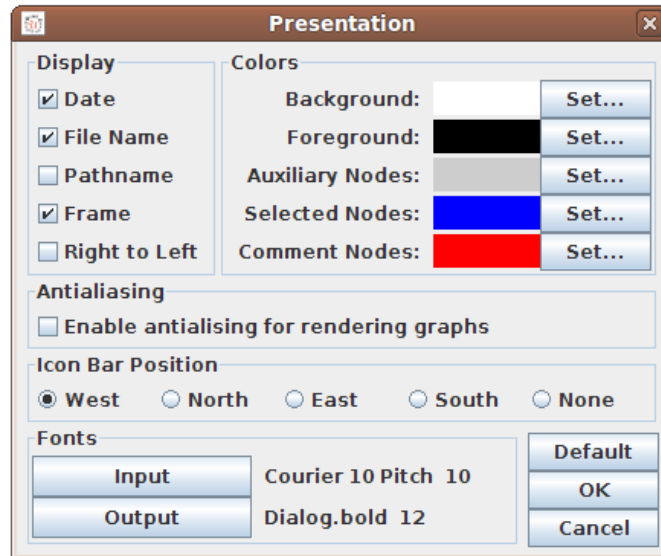 Presentation
Display
Date
File Name
Pathname
Frame
Right to Left
Colors
Background: Set...
Foreground: Set...
Auxiliary Nodes: Set...
Selected Nodes: Set...
Comment Nodes: Set...
Antialiasing
Enable antialising for rendering graphs
Icon Bar Position
West North East South None
Fonts
Input Courier 10 Pitch 10
Output Dialog.bold 12
Default
OK
Cancel